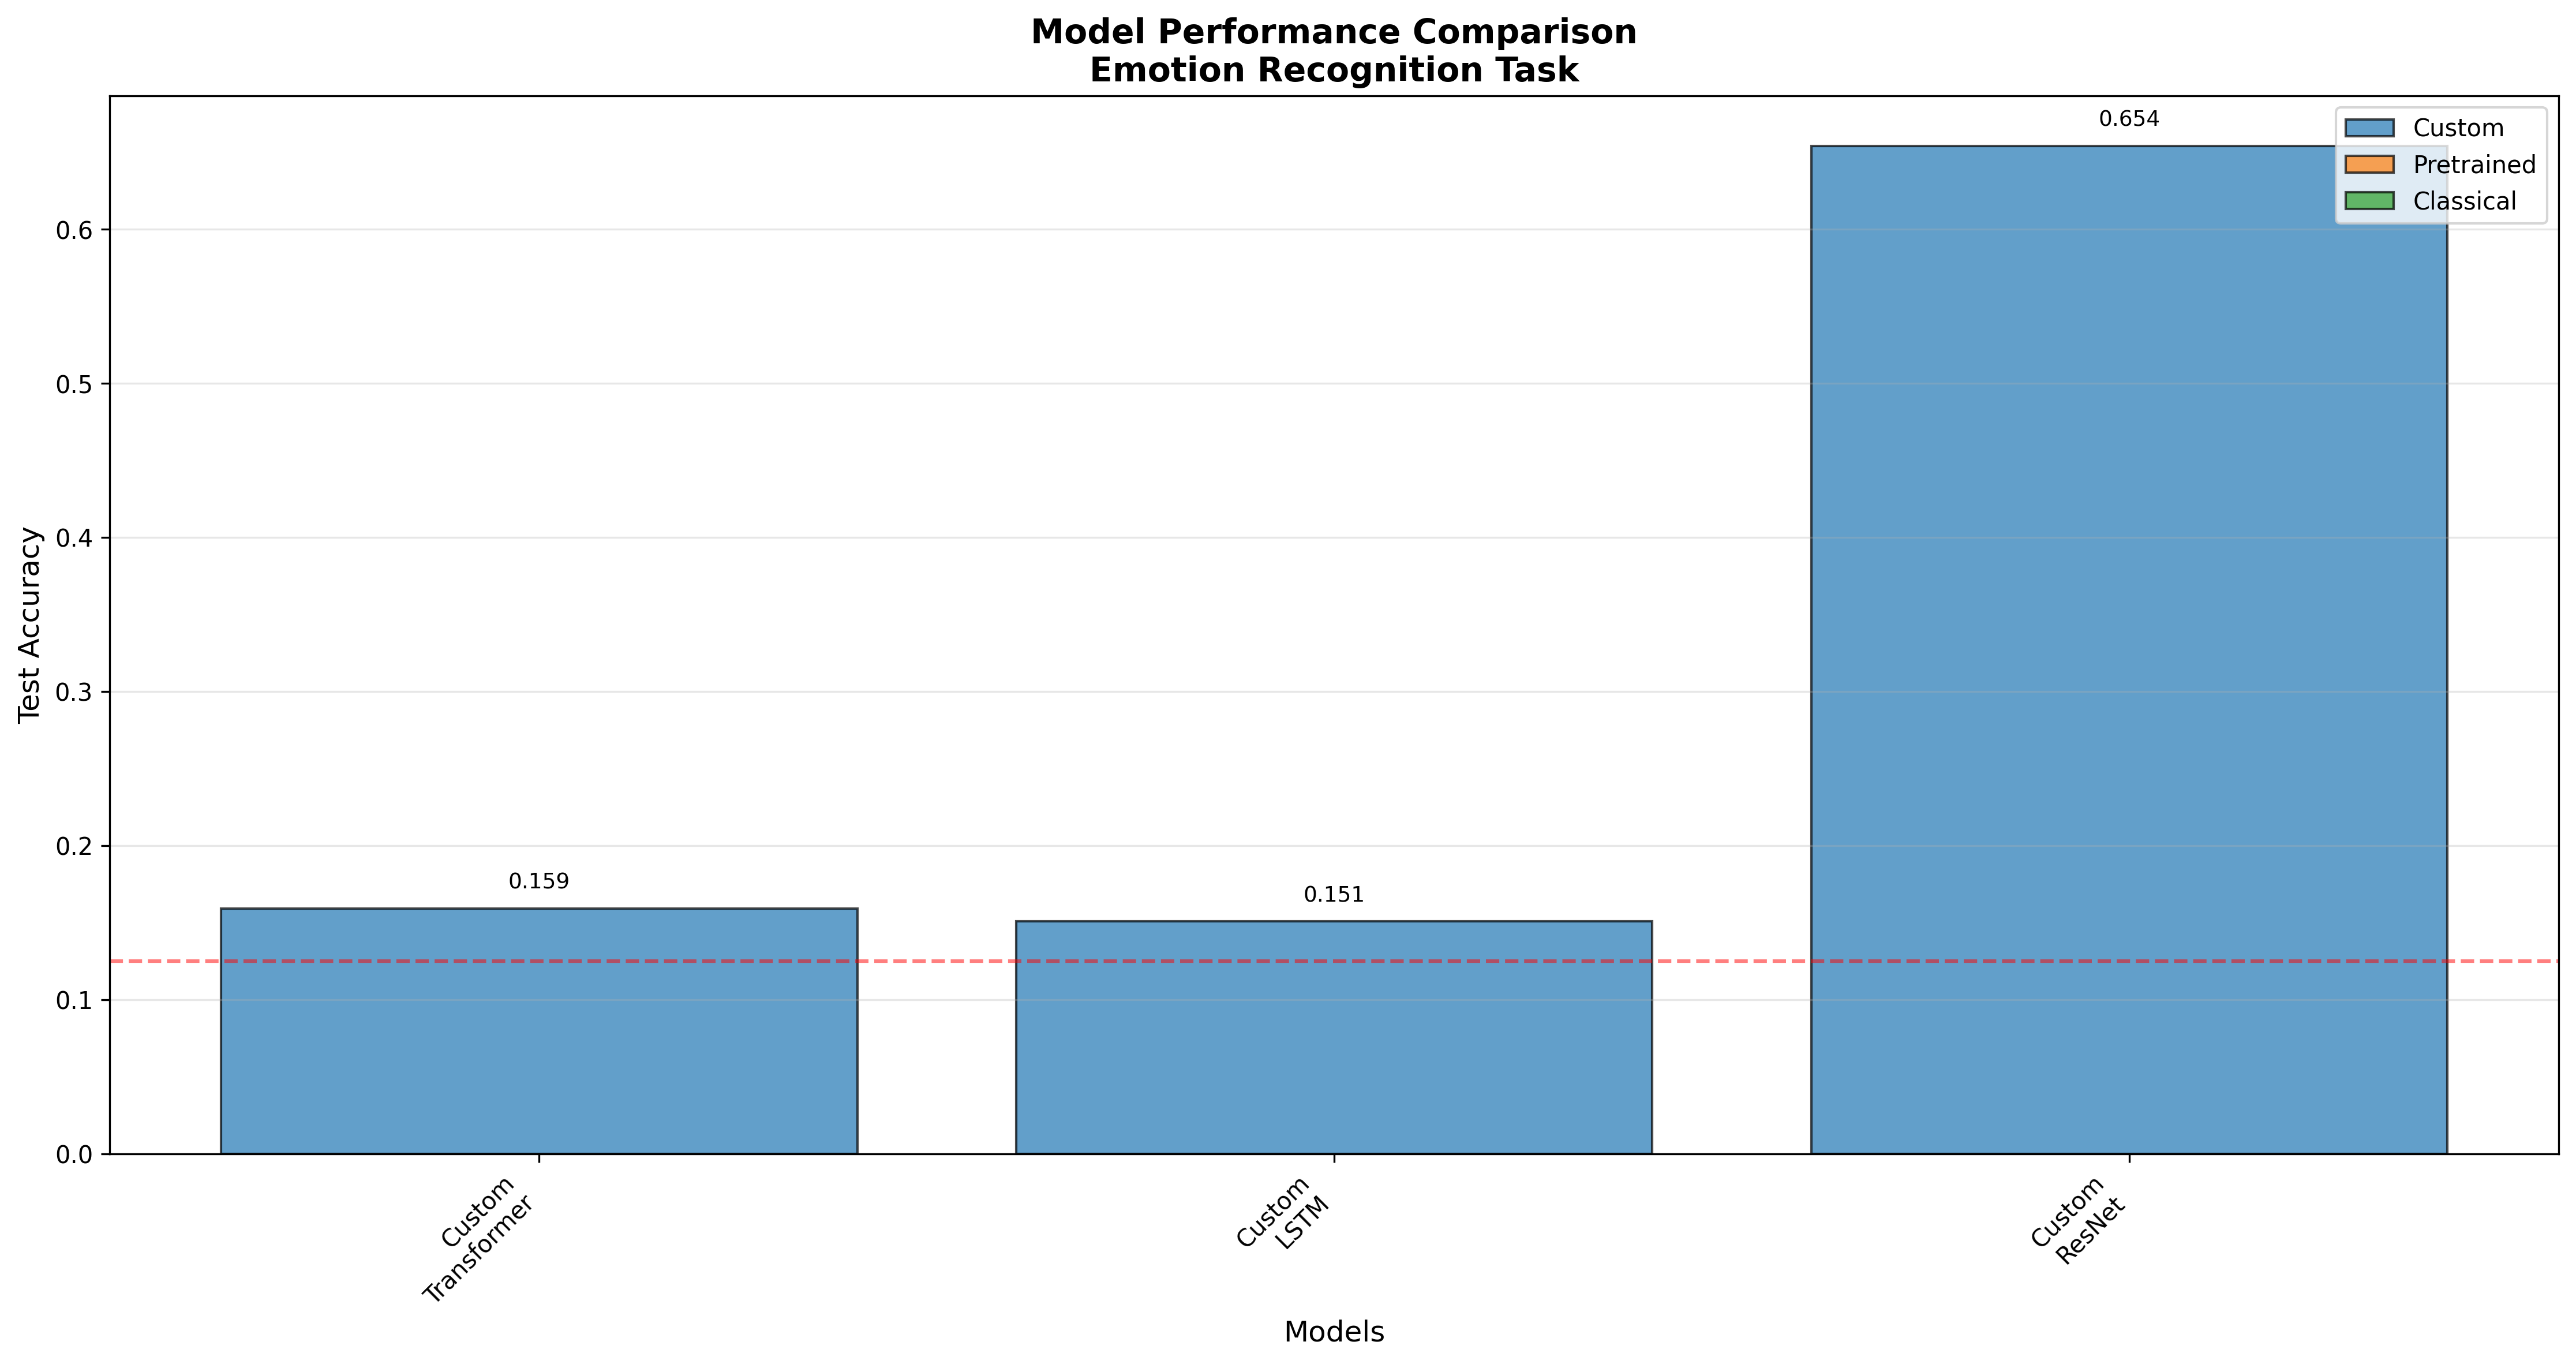 Model Performance Comparison
Emotion Recognition Task
Custom
Pretrained
Classical
0.654
0.159
0.151
Test Accuracy
0.6
0.5
0.4
0.3
0.2
0.1
0.0
Custom
Transformer
Custom
LSTM
Custom
ResNet
Models